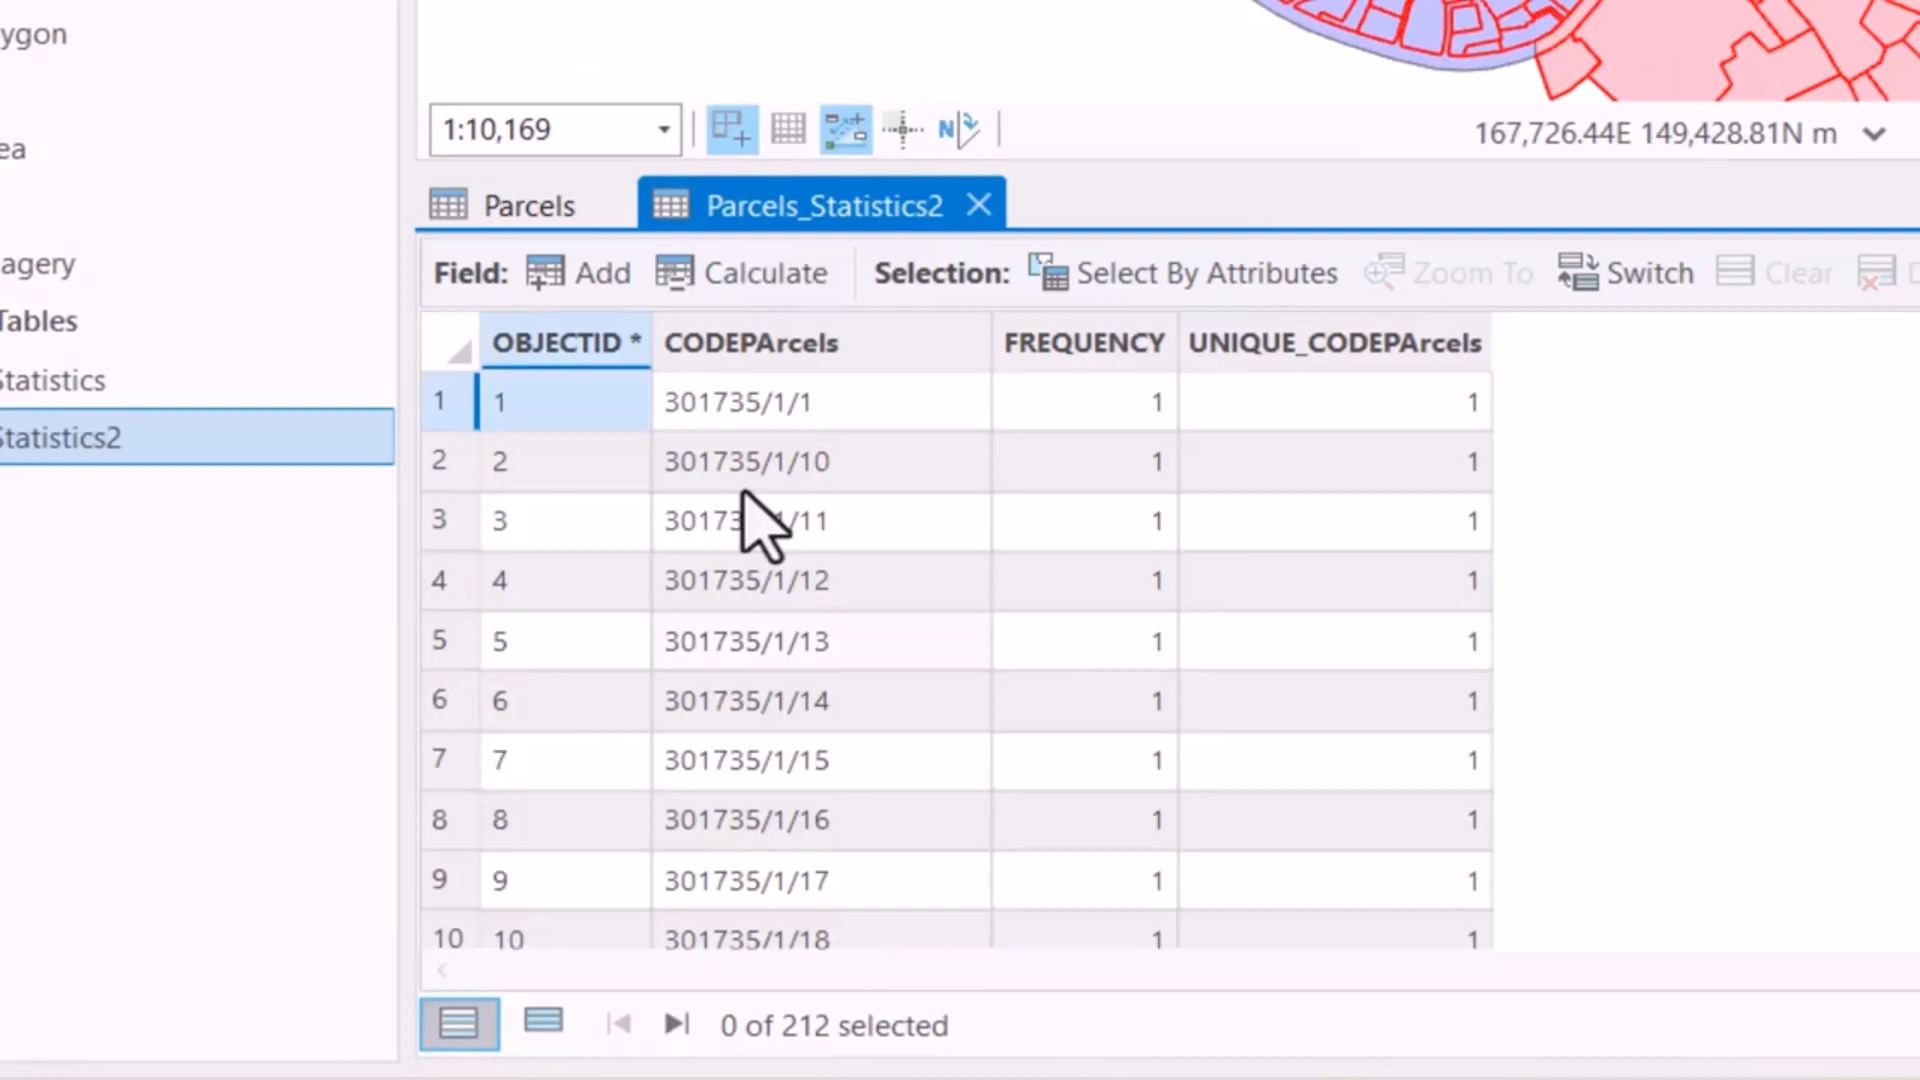 ygon
ea
agery
Tables
Statistics
Statistics2
1:10,169
167,726.44E 149,428.81N m
Parcels
Parcels_Statistics2
Field: Add Calculate Selection: Select By Attributes Zoom To Switch Clear
OBJECTID * CODEPArcels FREQUENCY UNIQUE_CODEPArcels
1 1 301735/1/1 1 1
2 2 301735/1/10 1 1
3 3 1 1
4 4 301735/1/12 1 1
5 5 301735/1/13 1 1
6 6 301735/1/14 1 1
7 7 301735/1/15 1 1
8 8 301735/1/16 1 1
9 9 301735/1/17 1 1
10 10 301735/1/18 1 1
0 of 212 selected